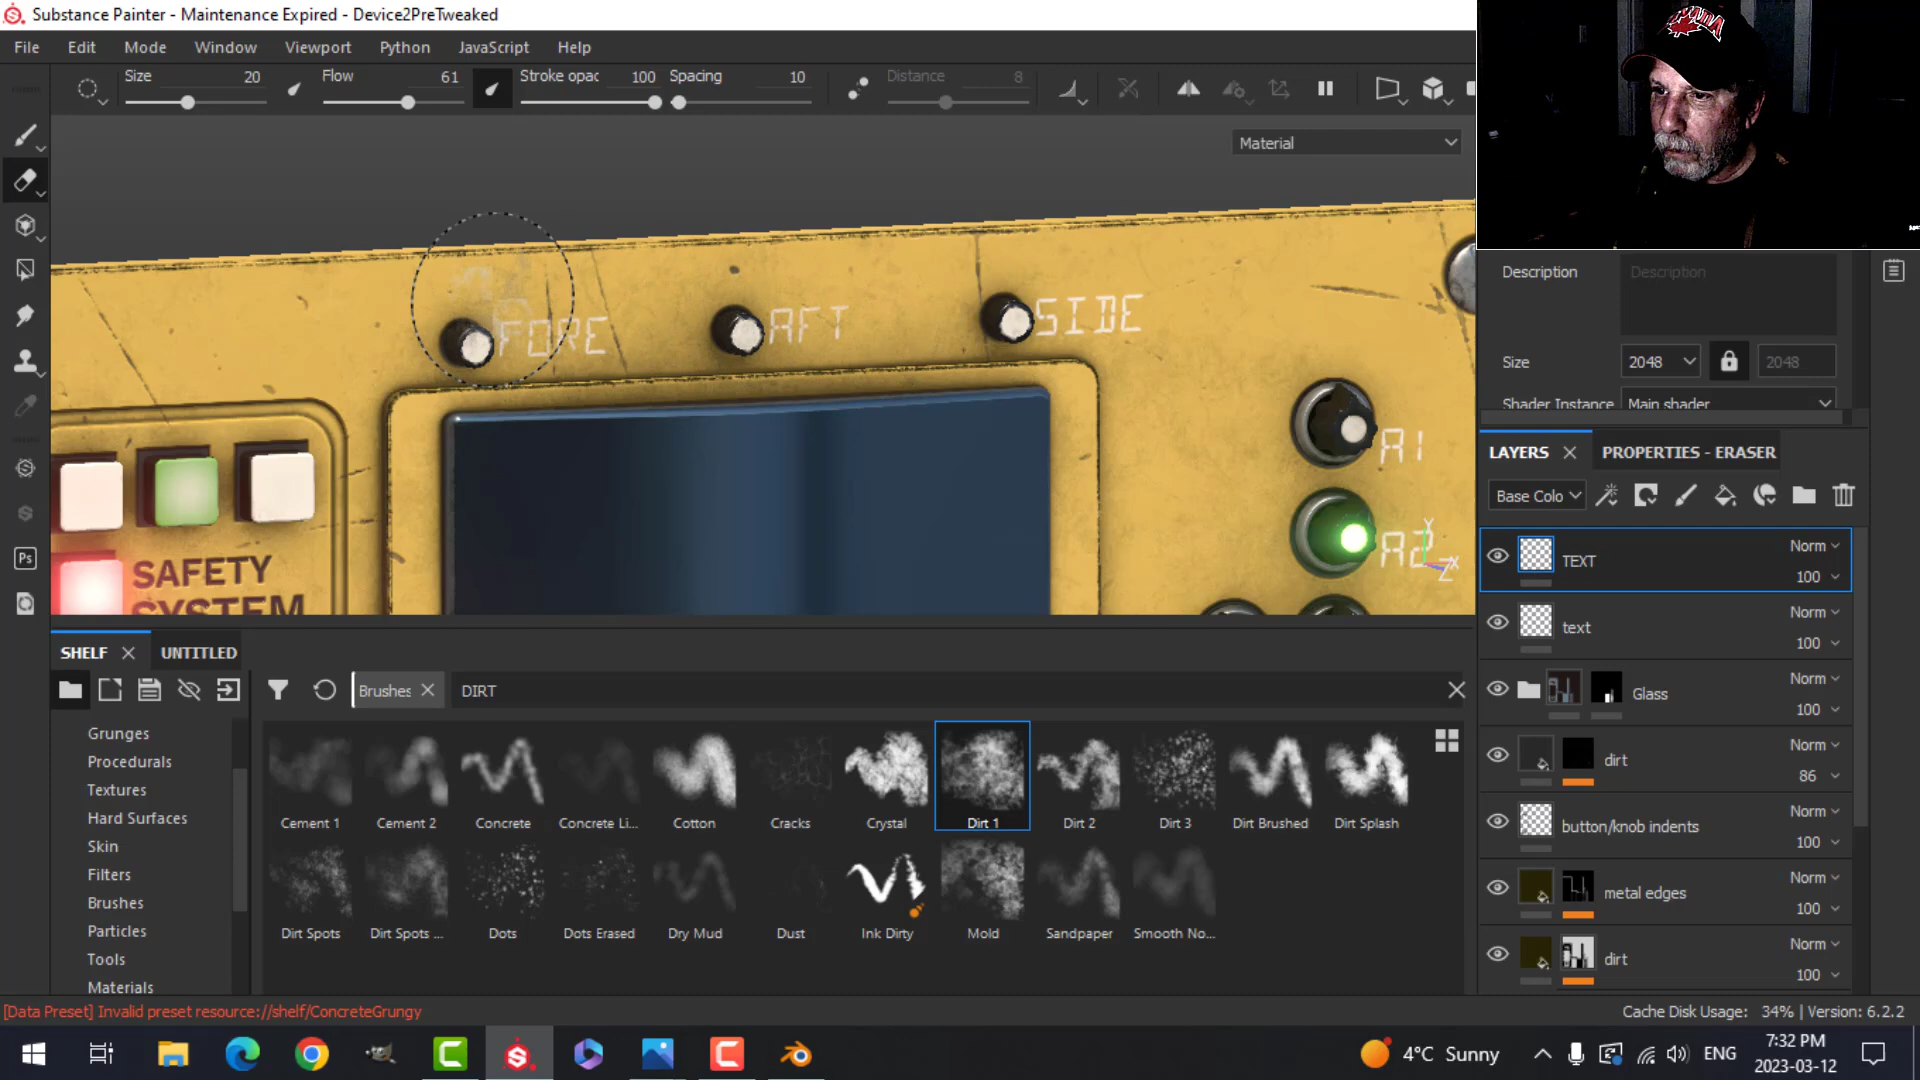 Substance Painter - Maintenance Expired - Device2PreTweaked
File Edit Mode Window Viewport Python JavaScript Help
Size 20 Flow 61 Stroke opac 100 Spacing 10 Distance 8
Material
FORE AFT SIDE
A1
A2
Y
X
Z
SAFETY
SYSTEM
Description Description
Size 2048 2048
Shader Instance Main shader
LAYERS PROPERTIES - ERASER
Base Colo
TEXT Norm 100
text Norm 100
Glass Norm 100
dirt Norm 86
button/knob indents Norm 100
metal edges Norm 100
dirt Norm 100
SHELF UNTITLED
Brushes DIRT
Grunges
Procedurals
Textures
Hard Surfaces
Skin
Filters
Brushes
Particles
Tools
Materials
Cement 1 Cement 2 Concrete Concrete Li... Cotton Cracks Crystal Dirt 1 Dirt 2 Dirt 3 Dirt Brushed Dirt Splash
Dirt Spots Dirt Spots ... Dots Dots Erased Dry Mud Dust Ink Dirty Mold Sandpaper Smooth No...
[Data Preset] Invalid preset resource://shelf/ConcreteGrungy
Cache Disk Usage: 34% | Version: 6.2.2
Ps
4°C Sunny ENG 7:32 PM
2023-03-12